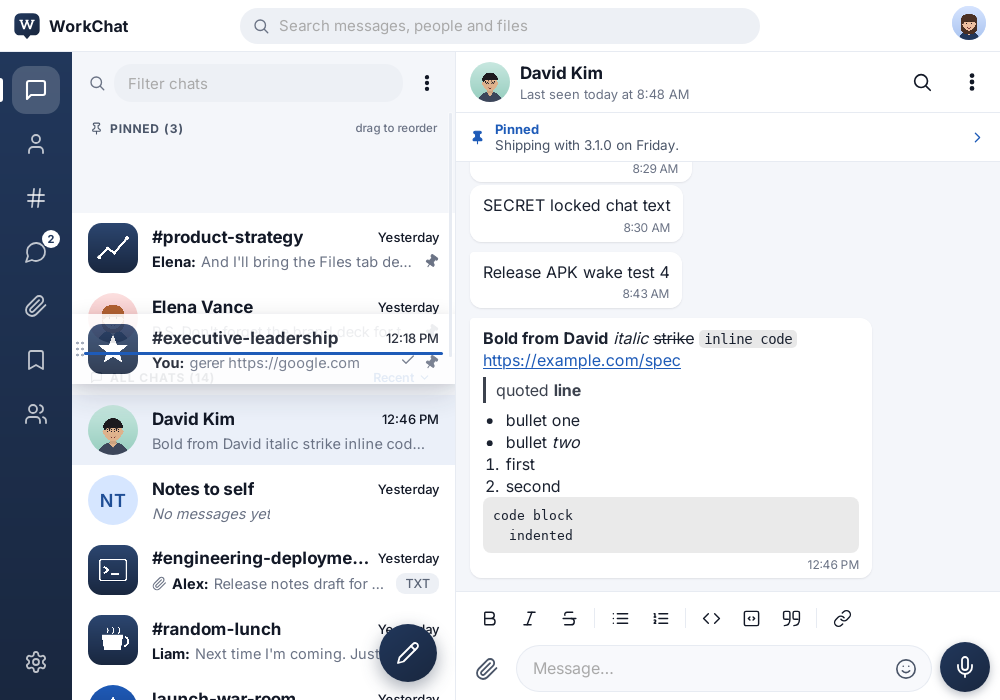 WorkChat
Search messages, people and files
2
Filter chats
PINNED (3)
drag to reorder
#product-strategy
Yesterday
Elena: And I'll bring the Files tab de...
Elena Vance
Yesterday
#executive-leadership
12:18 PM
You: gerer https://google.com
ALL CHATS (14)
Recent
David Kim
12:46 PM
Bold from David italic strike inline cod...
NT
Notes to self
Yesterday
No messages yet
#engineering-deployme...
Yesterday
Alex: Release notes draft for ...
TXT
#random-lunch
Liam: Next time I'm coming. Just
launch-war-room
Yesterday
David Kim
Last seen today at 8:48 AM
Pinned
Shipping with 3.1.0 on Friday.
8:29 AM
SECRET locked chat text
8:30 AM
Release APK wake test 4
8:43 AM
Bold from David italic strike inline code
https://example.com/spec
quoted line
• bullet one
• bullet two
1. first
2. second
code block
  indented
12:46 PM
Message...